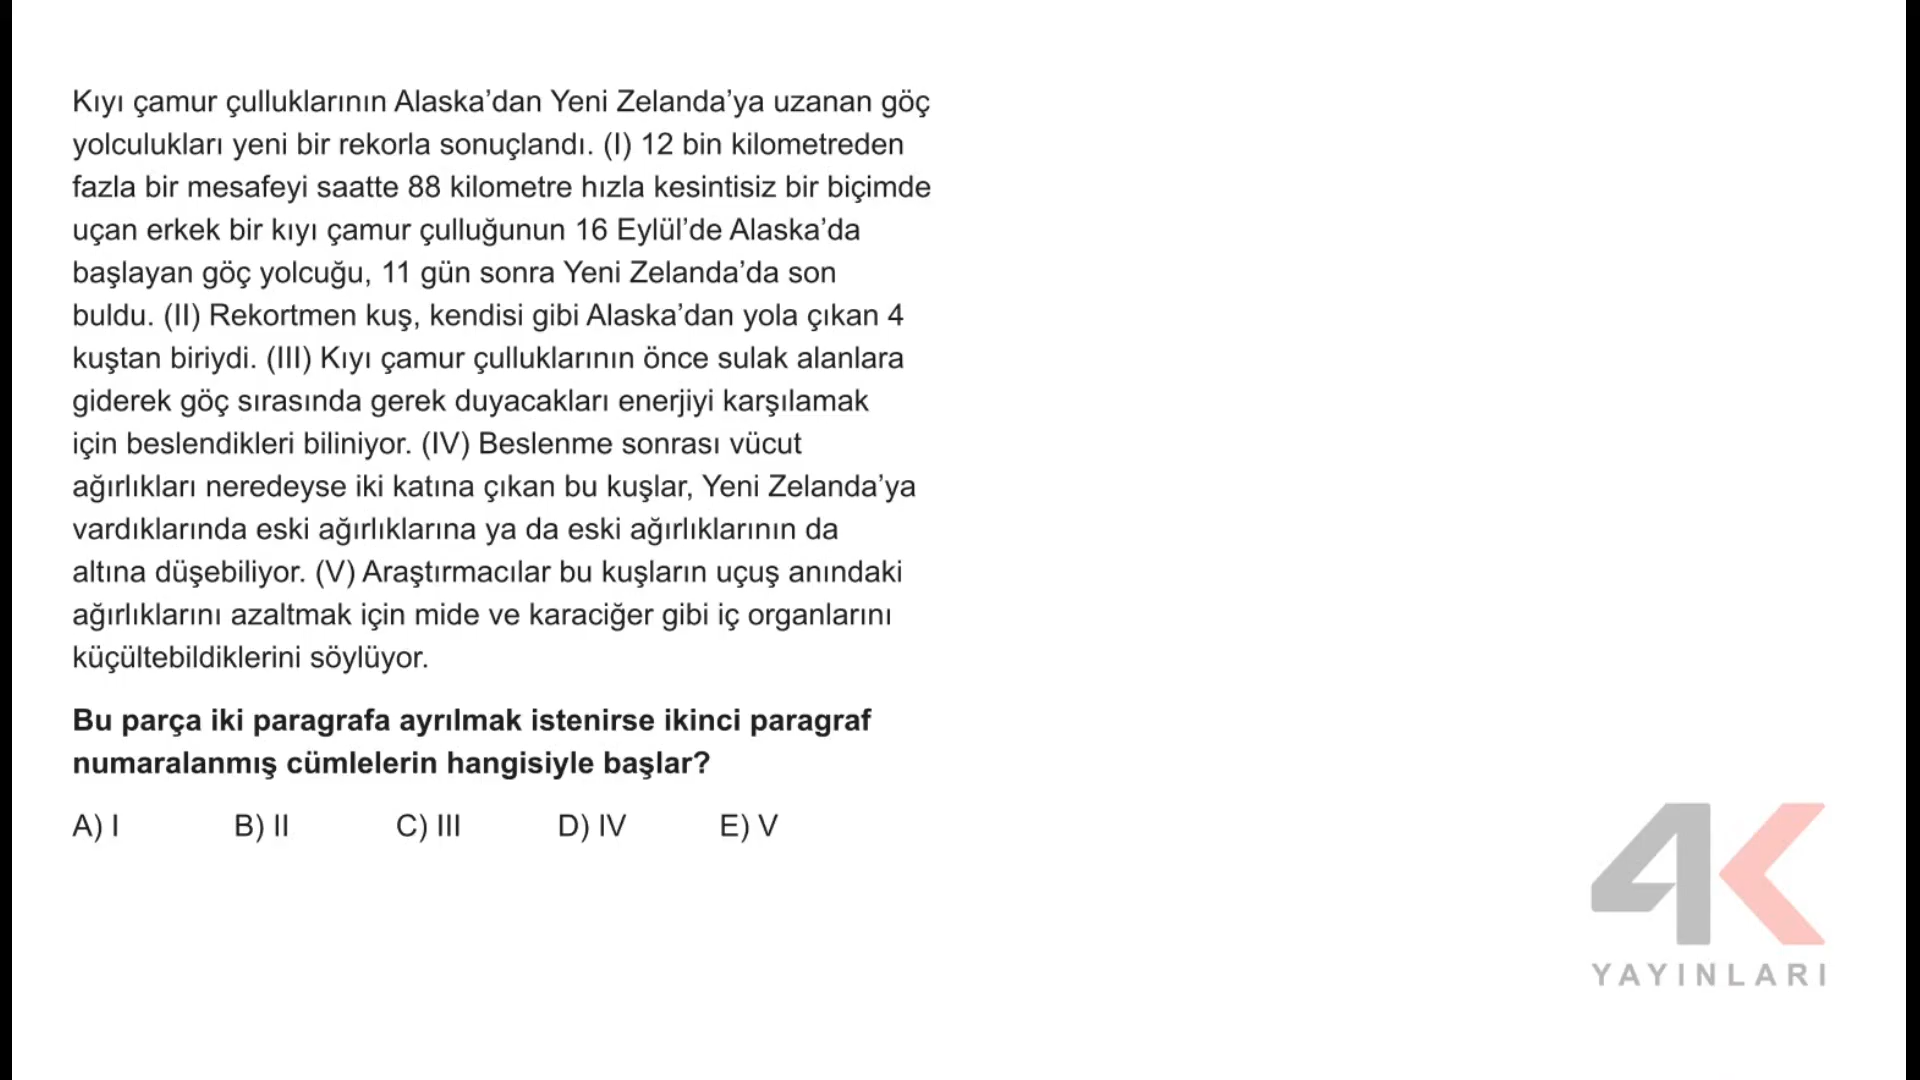 Kıyı çamur çulluklarının Alaska’dan Yeni Zelanda’ya uzanan göç
yolculukları yeni bir rekorla sonuçlandı. (I) 12 bin kilometreden
fazla bir mesafeyi saatte 88 kilometre hızla kesintisiz bir biçimde
uçan erkek bir kıyı çamur çulluğunun 16 Eylül’de Alaska’da
başlayan göç yolcuğu, 11 gün sonra Yeni Zelanda’da son
buldu. (II) Rekortmen kuş, kendisi gibi Alaska’dan yola çıkan 4
kuştan biriydi. (III) Kıyı çamur çulluklarının önce sulak alanlara
giderek göç sırasında gerek duyacakları enerjiyi karşılamak
için beslendikleri biliniyor. (IV) Beslenme sonrası vücut
ağırlıkları neredeyse iki katına çıkan bu kuşlar, Yeni Zelanda’ya
vardıklarında eski ağırlıklarına ya da eski ağırlıklarının da
altına düşebiliyor. (V) Araştırmacılar bu kuşların uçuş anındaki
ağırlıklarını azaltmak için mide ve karaciğer gibi iç organlarını
küçültebildiklerini söylüyor.
Bu parça iki paragrafa ayrılmak istenirse ikinci paragraf
numaralanmış cümlelerin hangisiyle başlar?
A) I B) II C) III D) IV E) V
4K
YAYINLARI